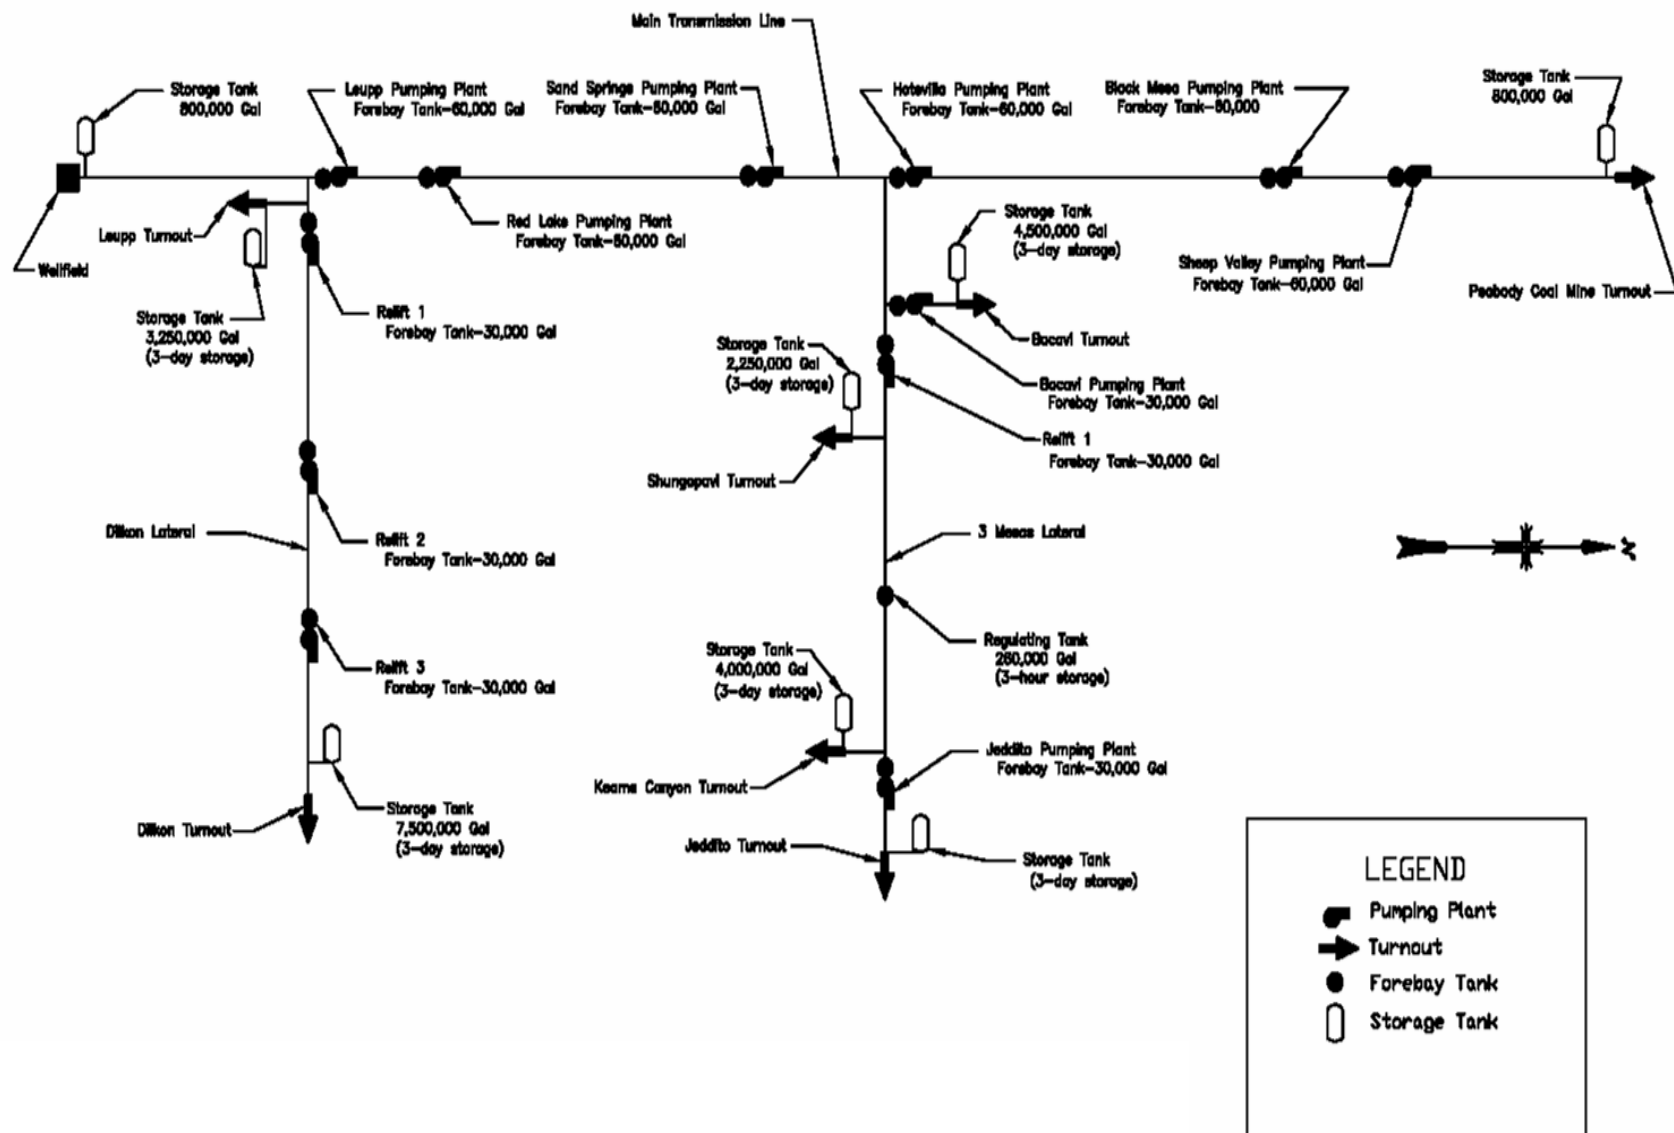 Main Transmission Line
Storage Tank
800,000 Gal
Leupp Pumping Plant
Forebay Tank-60,000 Gal
Sand Springs Pumping Plant
Forebay Tank-60,000 Gal
Hotevilla Pumping Plant
Forebay Tank-60,000 Gal
Black Mesa Pumping Plant
Forebay Tank-60,000
Storage Tank
800,000 Gal
Leupp Turnout
Wellfield
Red Lake Pumping Plant
Forebay Tank-60,000 Gal
Storage Tank
4,500,000 Gal
(3-day storage)
Sheep Valley Pumping Plant
Forebay Tank-60,000 Gal
Peabody Coal Mine Turnout
Storage Tank
3,250,000 Gal
(3-day storage)
Relift 1
Forebay Tank-30,000 Gal
Storage Tank
2,250,000 Gal
(3-day storage)
Bacavi Turnout
Bacavi Pumping Plant
Forebay Tank-30,000 Gal
Relift 1
Forebay Tank-30,000 Gal
Shungopavi Turnout
Dilkon Lateral
Relift 2
Forebay Tank-30,000 Gal
3 Mesas Lateral
N
Relift 3
Forebay Tank-30,000 Gal
Storage Tank
4,000,000 Gal
(3-day storage)
Regulating Tank
260,000 Gal
(3-hour storage)
Keams Canyon Turnout
Jeddito Pumping Plant
Forebay Tank-30,000 Gal
Dilkon Turnout
Storage Tank
7,500,000 Gal
(3-day storage)
Jeddito Turnout
Storage Tank
(3-day storage)
LEGEND
Pumping Plant
Turnout
Forebay Tank
Storage Tank